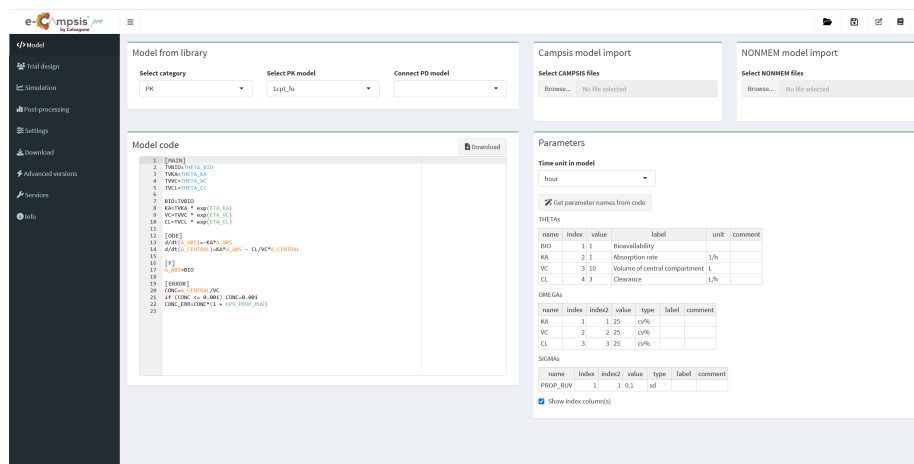 e-Campsis pro
by Calvagone
</> Model
Trial design
Simulation
Post-processing
Settings
Download
Advanced versions
Services
Info
Model from library
Select category
Select PK model
Connect PD model
PK
1cpt_fo
Campsis model import
Select CAMPSIS files
Browse... No file selected
NONMEM model import
Select NONMEM files
Browse... No file selected
Model code
Download
1 [MAIN]
2 TVBIO=THETA_BIO
3 TVKA=THETA_KA
4 TVVC=THETA_VC
5 TVCL=THETA_CL
6
7 BIO=TVBIO
8 KA=TVKA * exp(ETA_KA)
9 VC=TVVC * exp(ETA_VC)
10 CL=TVCL * exp(ETA_CL)
11
12 [ODE]
13 d/dt(A_ABS)=-KA*A_ABS
14 d/dt(A_CENTRAL)=KA*A_ABS - CL/VC*A_CENTRAL
15
16 [F]
17 A_ABS=BIO
18
19 [ERROR]
20 CONC=A_CENTRAL/VC
21 if (CONC <= 0.001) CONC=0.001
22 CONC_ERR=CONC*(1 + EPS_PROP_RUV)
23
Parameters
Time unit in model
hour
Get parameter names from code
THETAs
name index value label unit comment
BIO 1 1 Bioavailability
KA 2 1 Absorption rate 1/h
VC 3 10 Volume of central compartment L
CL 4 3 Clearance L/h
OMEGAs
name index index2 value type label comment
KA 1 1 25 cv%
VC 2 2 25 cv%
CL 3 3 25 cv%
SIGMAs
name index index2 value type label comment
PROP_RUV 1 1 0.1 sd
Show index column(s)